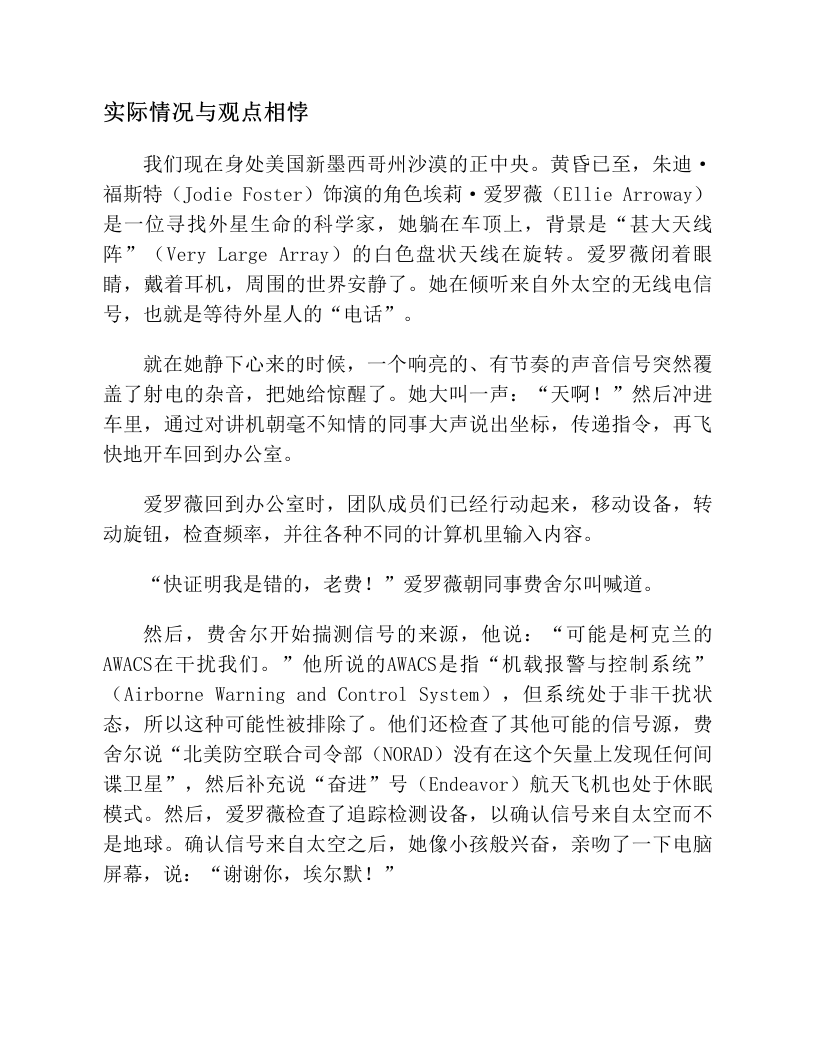 实际情况与观点相悖
我们现在身处美国新墨西哥州沙漠的正中央。黄昏已至，朱迪·
福斯特（Jodie Foster）饰演的角色埃莉·爱罗薇（Ellie Arroway）
是一位寻找外星生命的科学家，她躺在车顶上，背景是“甚大天线
阵”（Very Large Array）的白色盘状天线在旋转。爱罗薇闭着眼
睛，戴着耳机，周围的世界安静了。她在倾听来自外太空的无线电信
号，也就是等待外星人的“电话”。
就在她静下心来的时候，一个响亮的、有节奏的声音信号突然覆
盖了射电的杂音，把她给惊醒了。她大叫一声：“天啊！”然后冲进
车里，通过对讲机朝毫不知情的同事大声说出坐标，传递指令，再飞
快地开车回到办公室。
爱罗薇回到办公室时，团队成员们已经行动起来，移动设备，转
动旋钮，检查频率，并往各种不同的计算机里输入内容。
“快证明我是错的，老费！”爱罗薇朝同事费舍尔叫喊道。
然后，费舍尔开始揣测信号的来源，他说：“可能是柯克兰的
AWACS在干扰我们。”他所说的AWACS是指“机载报警与控制系统”
（Airborne Warning and Control System），但系统处于非干扰状
态，所以这种可能性被排除了。他们还检查了其他可能的信号源，费
舍尔说“北美防空联合司令部（NORAD）没有在这个矢量上发现任何间
谍卫星”，然后补充说“奋进”号（Endeavor）航天飞机也处于休眠
模式。然后，爱罗薇检查了追踪检测设备，以确认信号来自太空而不
是地球。确认信号来自太空之后，她像小孩般兴奋，亲吻了一下电脑
屏幕，说：“谢谢你，埃尔默！”